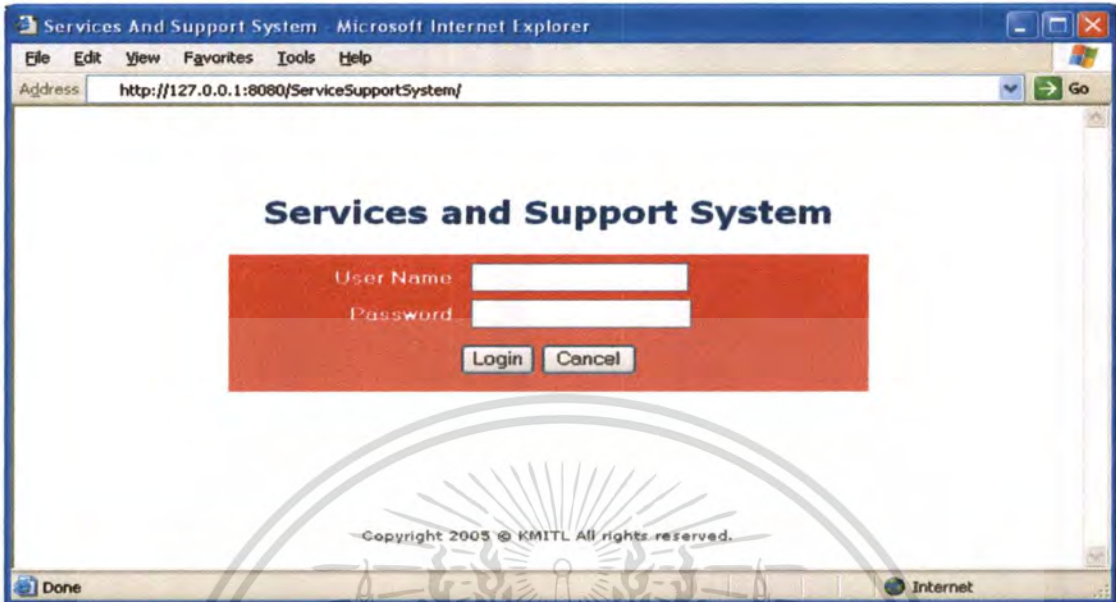 Services And Support System - Microsoft Internet Explorer
File Edit View Favorites Tools Help
Address http://127.0.0.1:8080/ServiceSupportSystem/ Go
Services and Support System
User Name
Password
Login Cancel
Copyright 2005 © KMITL All rights reserved.
Done Internet